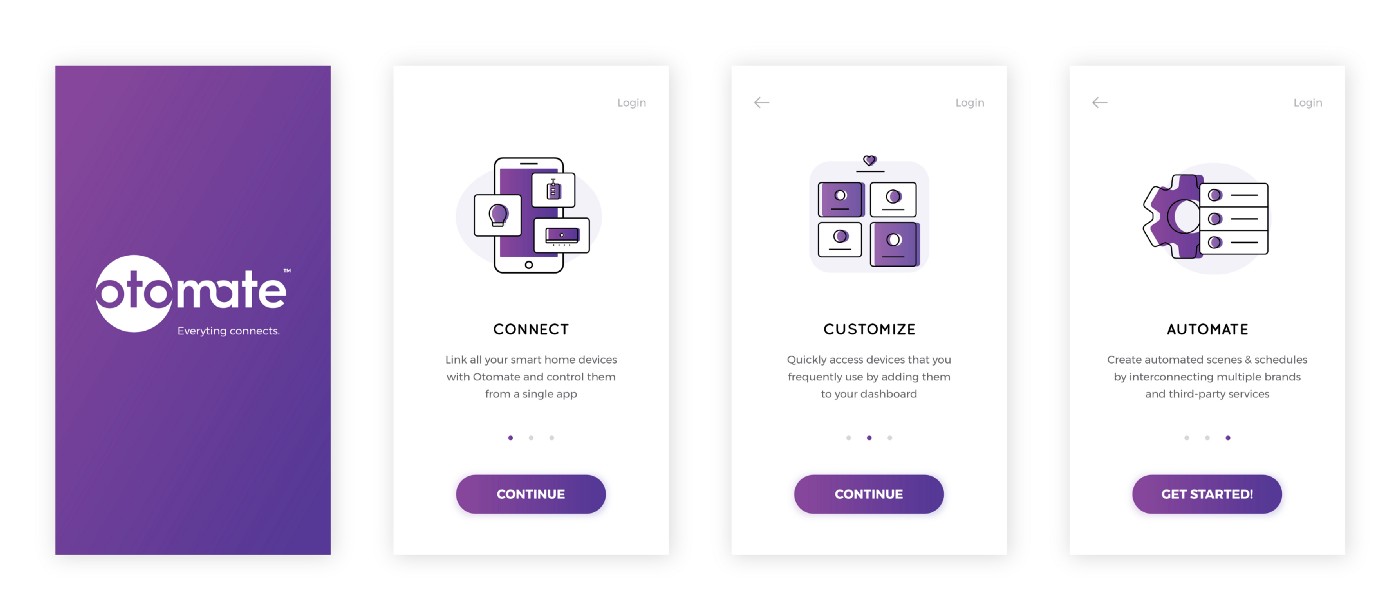 otomate™
Everyting connects.
Login
CONNECT
Link all your smart home devices
with Otomate and control them
from a single app
CONTINUE
Login
CUSTOMIZE
Quickly access devices that you
frequently use by adding them
to your dashboard
CONTINUE
Login
AUTOMATE
Create automated scenes & schedules
by interconnecting multiple brands
and third-party services
GET STARTED!